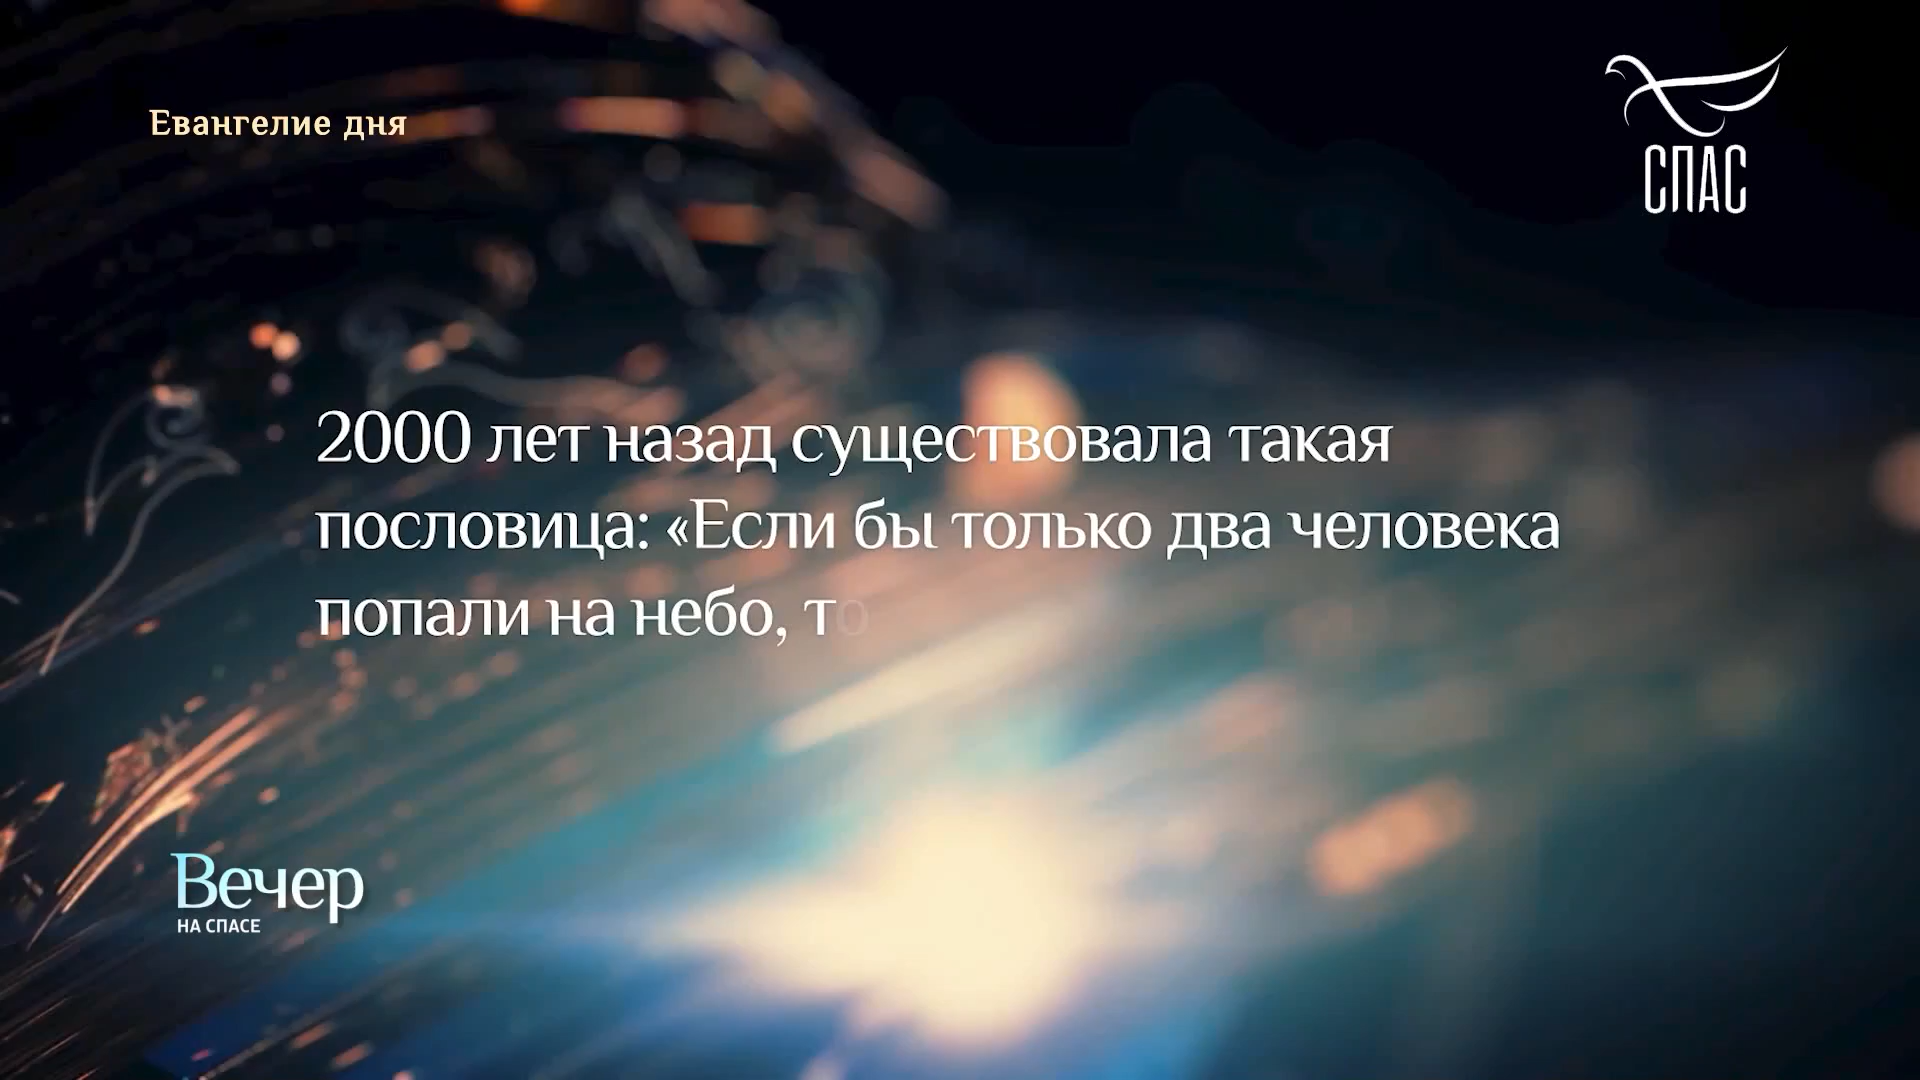 Евангелие дня
СПАС
2000 лет назад существовала такая
пословица: «Если бы только два человека
попали на небо, то
Вечер
НА СПАСЕ